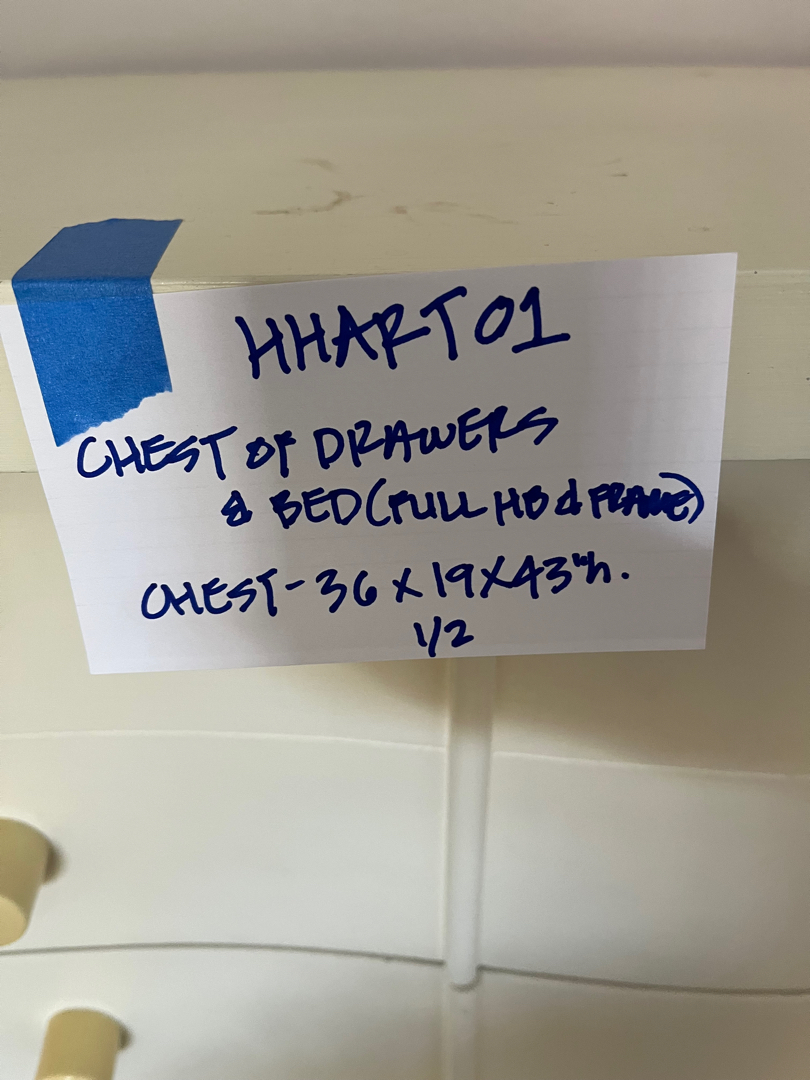 HHART01
CHEST OF DRAWERS
& BED (FULL HB & FRAME)
CHEST - 36 X 19 X 43"h.
1/2